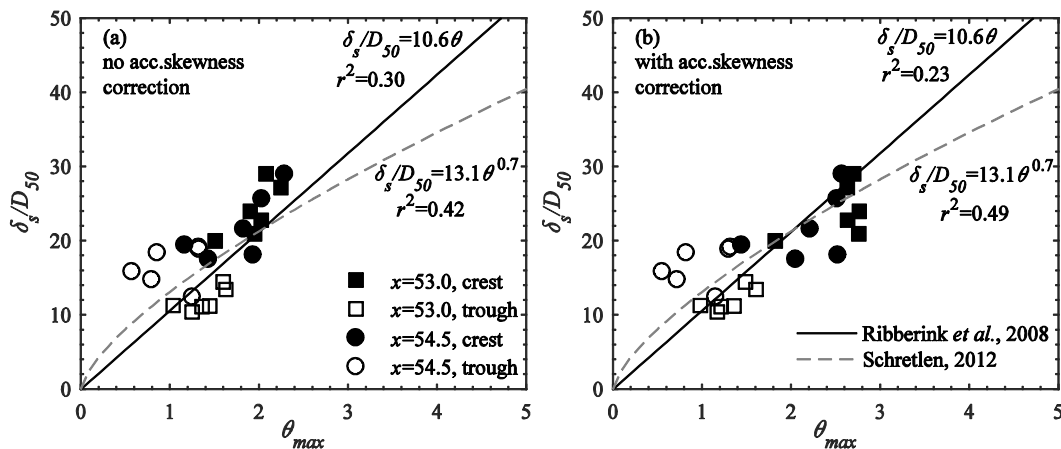 (a)
no acc.skewness
correction
δs/D50=10.6θ
r²=0.30
δs/D50=13.1θ^0.7
r²=0.42
x=53.0, crest
x=53.0, trough
x=54.5, crest
x=54.5, trough
50
40
30
20
10
0
δs/D50
0 1 2 3 4 5
θmax
(b)
with acc.skewness
correction
δs/D50=10.6θ
r²=0.23
δs/D50=13.1θ^0.7
r²=0.49
Ribberink et al., 2008
Schretlen, 2012
50
40
30
20
10
0
δs/D50
0 1 2 3 4 5
θmax